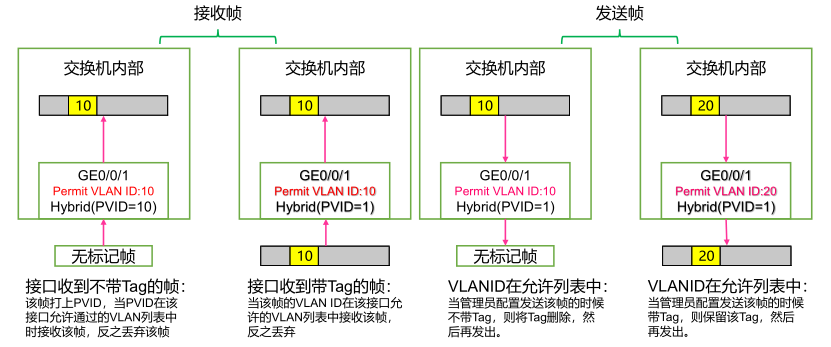 接收帧
发送帧
交换机内部
10
GE0/0/1
Permit VLAN ID:10
Hybrid(PVID=10)
无标记帧
接口收到不带Tag的帧：
该帧打上PVID，当PVID在该
接口允许通过的VLAN列表中
时接收该帧，反之丢弃该帧
交换机内部
10
GE0/0/1
Permit VLAN ID:10
Hybrid(PVID=1)
10
接口收到带Tag的帧：
当该帧的VLAN ID在该接口允
许的VLAN列表中接收该帧，
反之丢弃
交换机内部
10
GE0/0/1
Permit VLAN ID:10
Hybrid(PVID=1)
无标记帧
VLANID在允许列表中：
当管理员配置发送该帧的时候
不带Tag，则将Tag删除，然
后再发出。
交换机内部
20
GE0/0/1
Permit VLAN ID:20
Hybrid(PVID=1)
20
VLANID在允许列表中：
当管理员配置发送该帧的时候
带Tag，则保留该Tag，然后
再发出。